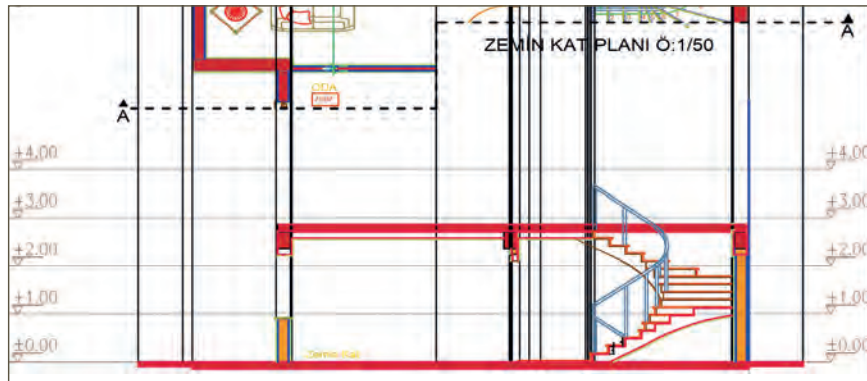 A
ZEMİN KAT PLANI Ö:1/50
ODA
A
±4.00 ±4.00
±3.00 ±3.00
±2.00 ±2.00
±1.00 ±1.00
±0.00 ±0.00